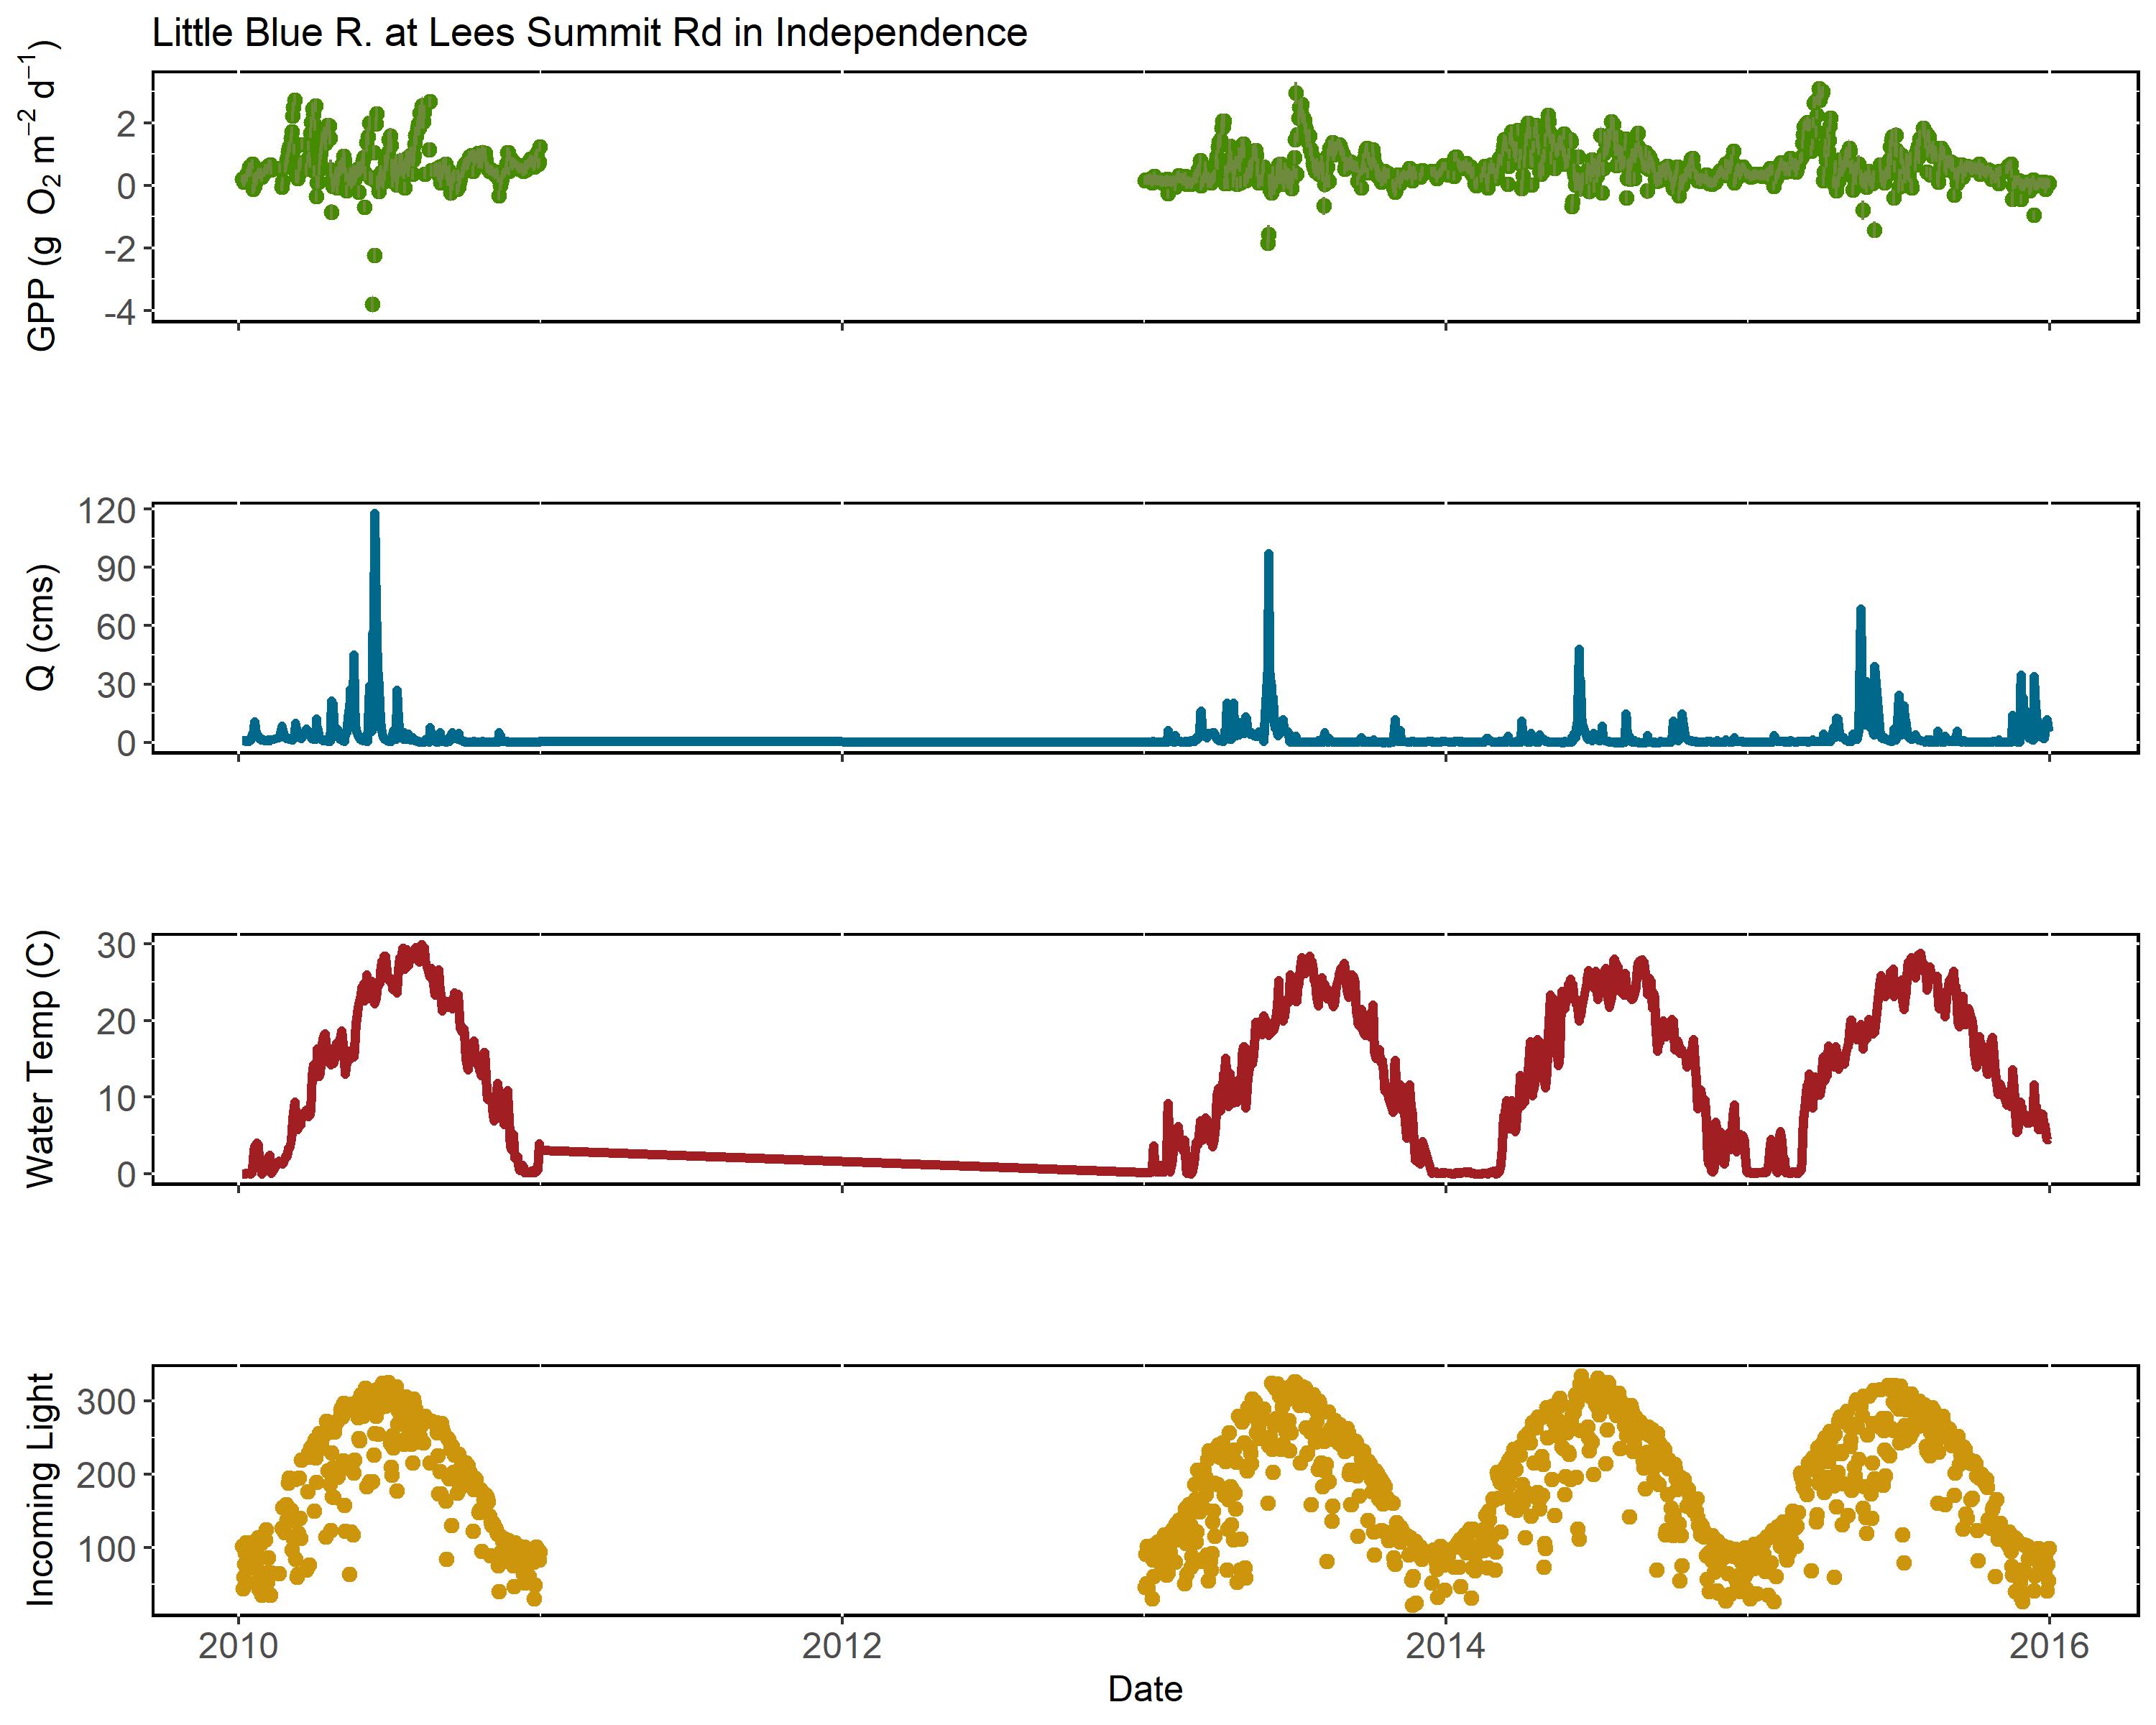 Little Blue R. at Lees Summit Rd in Independence
GPP (g O₂ m⁻² d⁻¹)
2
0
-2
-4
Q (cms)
120
90
60
30
0
Water Temp (C)
30
20
10
0
Incoming Light
300
200
100
2010 2012 2014 2016
Date